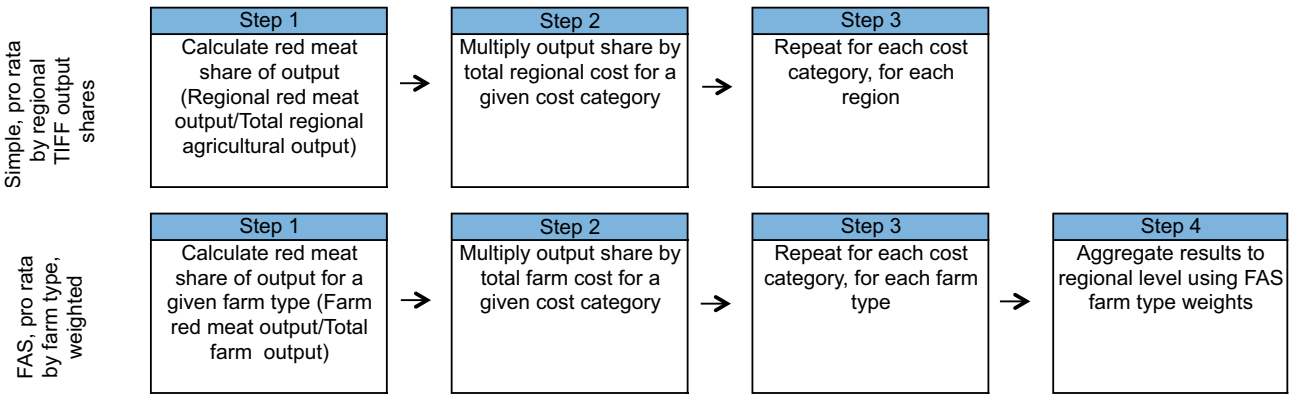 Simple, pro rata
by regional
TIFF output
shares
Step 1
Calculate red meat
share of output
(Regional red meat
output/Total regional
agricultural output)
Step 2
Multiply output share by
total regional cost for a
given cost category
Step 3
Repeat for each cost
category, for each
region
FAS, pro rata
by farm type,
weighted
Step 1
Calculate red meat
share of output for a
given farm type (Farm
red meat output/Total
farm output)
Step 2
Multiply output share by
total farm cost for a
given cost category
Step 3
Repeat for each cost
category, for each farm
type
Step 4
Aggregate results to
regional level using FAS
farm type weights